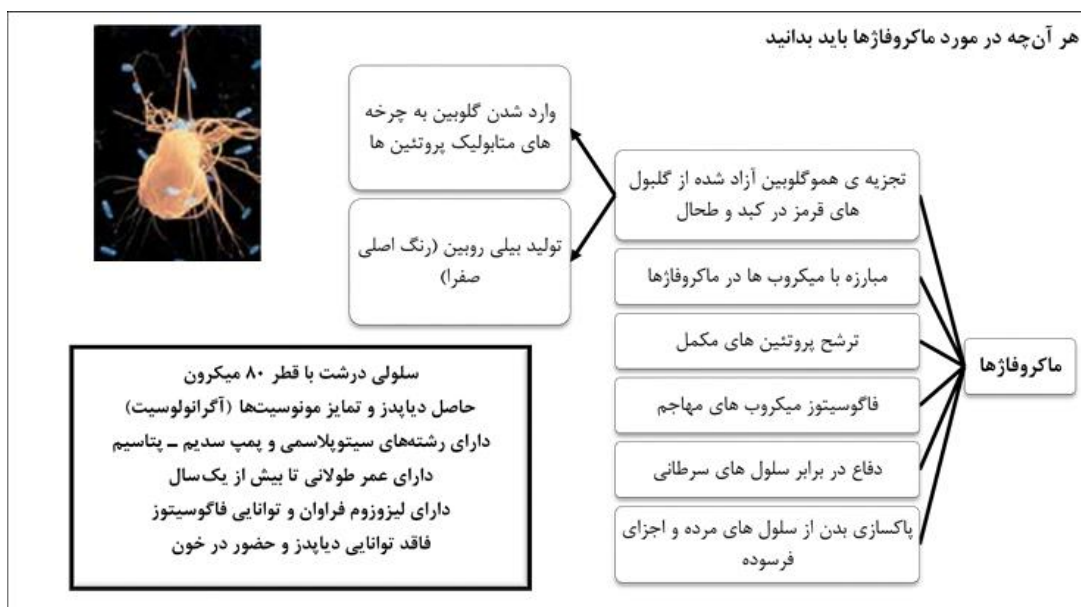 هر آن‌چه در مورد ماکروفاژها باید بدانید
ماکروفاژها
تجزیه ی هموگلوبین آزاد شده از گلبول
های قرمز در کبد و طحال
وارد شدن گلوبین به چرخه
های متابولیک پروتئین ها
تولید بیلی روبین (رنگ اصلی
صفرا)
مبارزه با میکروب ها در ماکروفاژها
ترشح پروتئین های مکمل
فاگوسیتوز میکروب های مهاجم
دفاع در برابر سلول های سرطانی
پاکسازی بدن از سلول های مرده و اجزای
فرسوده
سلولی درشت با قطر ۸۰ میکرون
حاصل دیاپدز و تمایز مونوسیت‌ها (آگرانولوسیت)
دارای رشته‌های سیتوپلاسمی و پمپ سدیم ـ پتاسیم
دارای عمر طولانی تا بیش از یک‌سال
دارای لیزوزوم فراوان و توانایی فاگوسیتوز
فاقد توانایی دیاپدز و حضور در خون